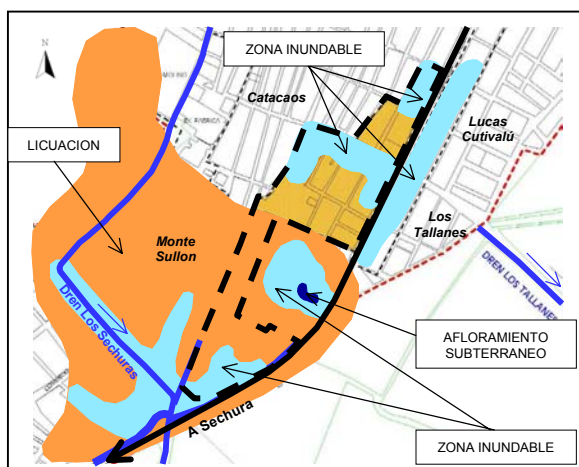 N
ZONA INUNDABLE
Catacaos
Lucas
Cutivalú
LICUACION
Los
Tallanes
Monte
Sullon
DREN LOS TALLANES
Dren Los Sechuras
AFLORAMIENTO
SUBTERRANEO
A Sechura
ZONA INUNDABLE